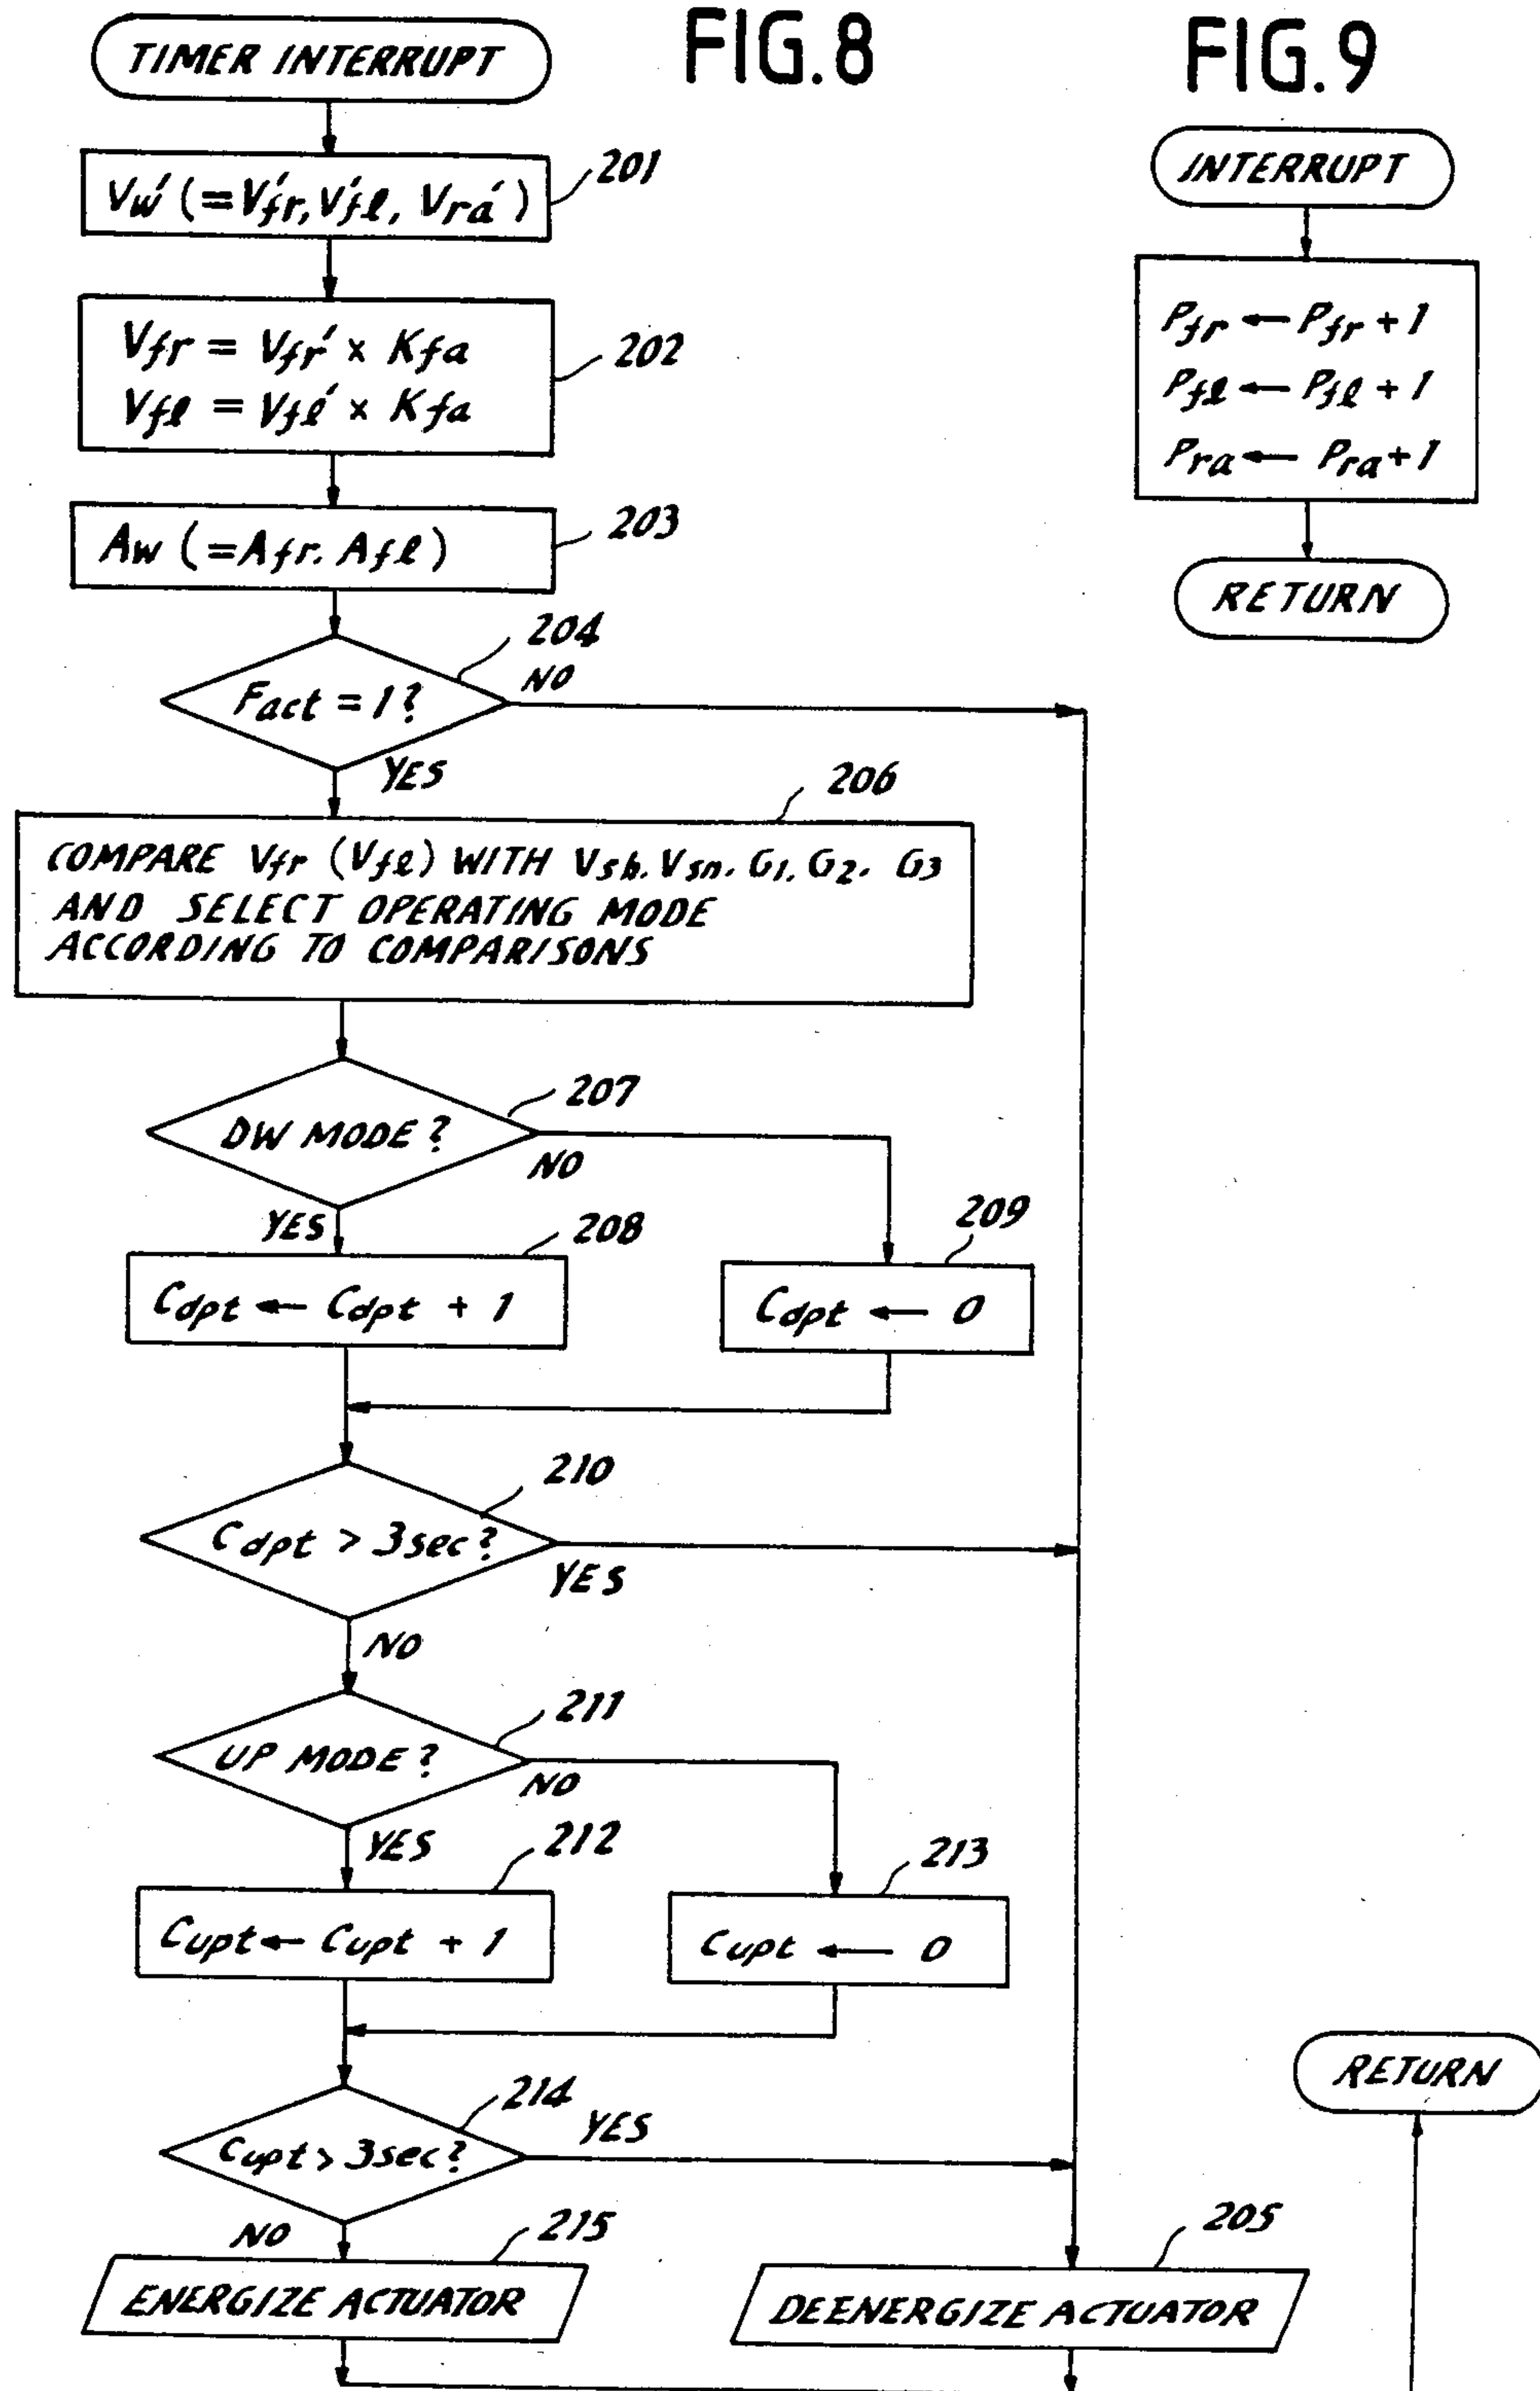 FIG.8
TIMER INTERRUPT
201
Vw' (=Vfr', Vfl', Vra')
202
Vfr = Vfr' × Kfa
Vfl = Vfl' × Kfa
203
Aw (=Afr. Afl)
204
Fact = 1?
NO
YES
206
COMPARE Vfr (Vfl) WITH Vsh. Vsn. G1. G2. G3
AND SELECT OPERATING MODE
ACCORDING TO COMPARISONS
207
DW MODE?
NO
YES
208
Cdpt ← Cdpt + 1
209
Cdpt ← 0
210
Cdpt > 3sec?
YES
NO
211
UP MODE?
NO
YES
212
Cupt ← Cupt + 1
213
Cupt ← 0
214
Cupt > 3sec?
YES
NO
215
ENERGIZE ACTUATOR
205
DEENERGIZE ACTUATOR
RETURN
FIG.9
INTERRUPT
Pfr ← Pfr + 1
Pfl ← Pfl + 1
Pra ← Pra + 1
RETURN